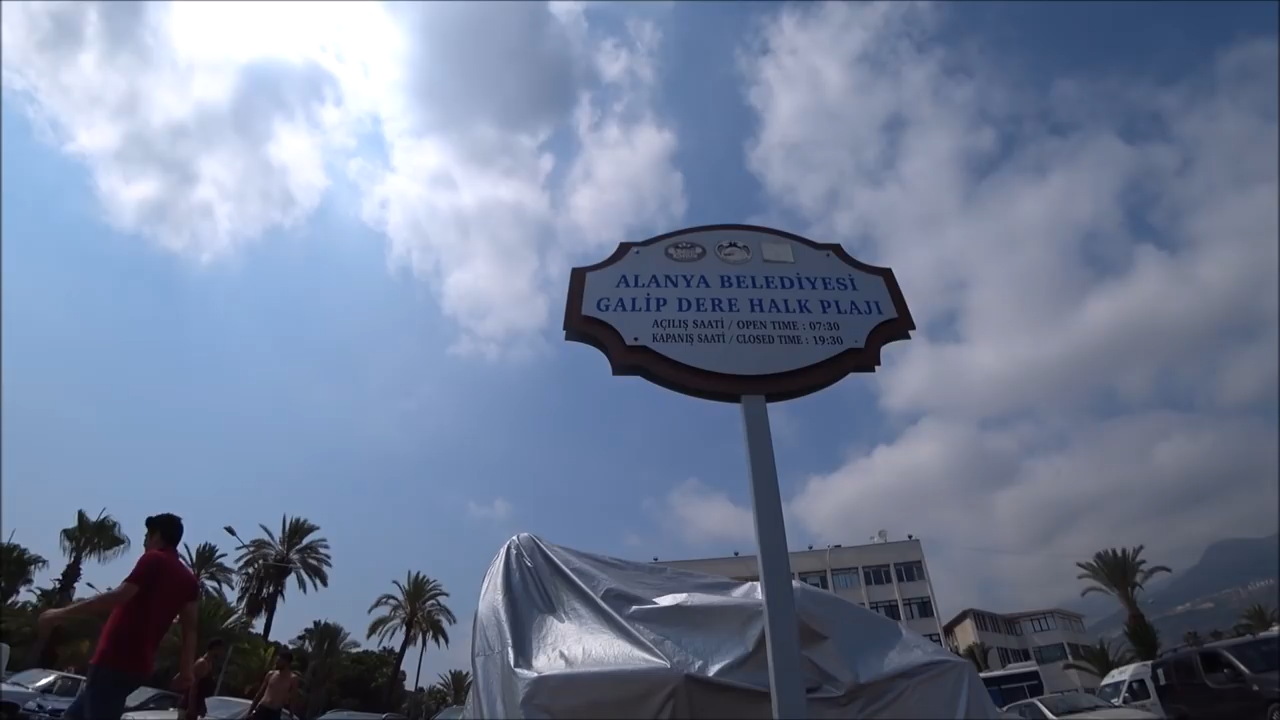 ALANYA BELEDİYESİ
GALİP DERE HALK PLAJI
AÇILIŞ SAATİ / OPEN TIME : 07:30
KAPANIŞ SAATİ / CLOSED TIME : 19:30